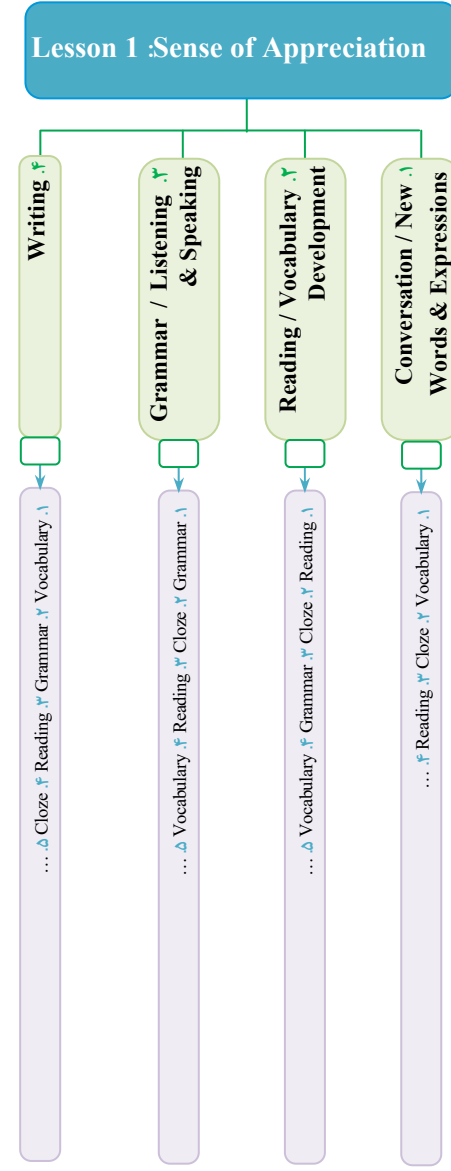 Lesson 1 :Sense of Appreciation
۱. Conversation / New
Words & Expressions
۲. Reading / Vocabulary
Development
۳. Grammar / Listening
& Speaking
۴. Writing
۱. Vocabulary ۲. Cloze ۳. Reading ۴. …
۱. Reading ۲. Cloze ۳. Grammar ۴. Vocabulary ۵. …
۱. Grammar ۲. Cloze ۳. Reading ۴. Vocabulary ۵. …
۱. Vocabulary ۲. Grammar ۳. Reading ۴. Cloze ۵. …